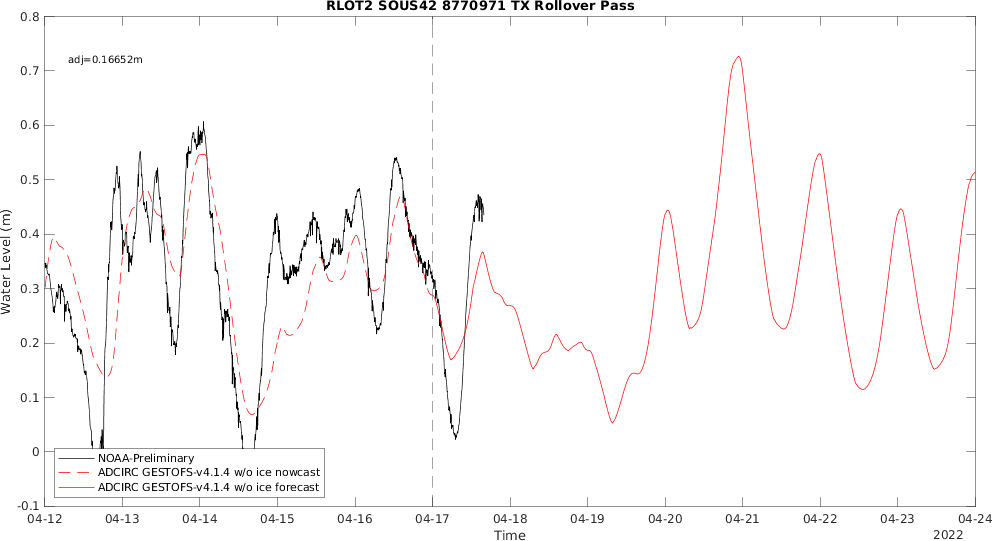 RLOT2 SOUS42 8770971 TX Rollover Pass
adj=0.16652m
0.8
0.7
0.6
0.5
0.4
0.3
0.2
0.1
0
-0.1
Water Level (m)
NOAA-Preliminary
ADCIRC GESTOFS-v4.1.4 w/o ice nowcast
ADCIRC GESTOFS-v4.1.4 w/o ice forecast
04-12 04-13 04-14 04-15 04-16 04-17 04-18 04-19 04-20 04-21 04-22 04-23 04-24
Time
2022